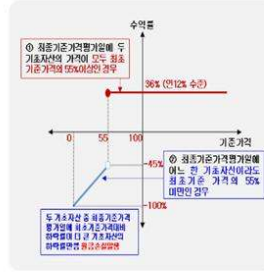 수익률
① 최종기준가격평가일에 두
기초자산의 가격이 모두 최초
기준가격의 55%이상인 경우
36% (연12% 수준)
0 55 100
기준가격
-45%
② 최종기준가격평가일에
어느 한 기초자산이라도
최초기준 가격의 55%
미만인 경우
-100%
두 기초자산 중 최종기준가격
평가일에 최초기준가격대비
하락률이 더 큰 기초자산의
하락률만큼 원금손실발생